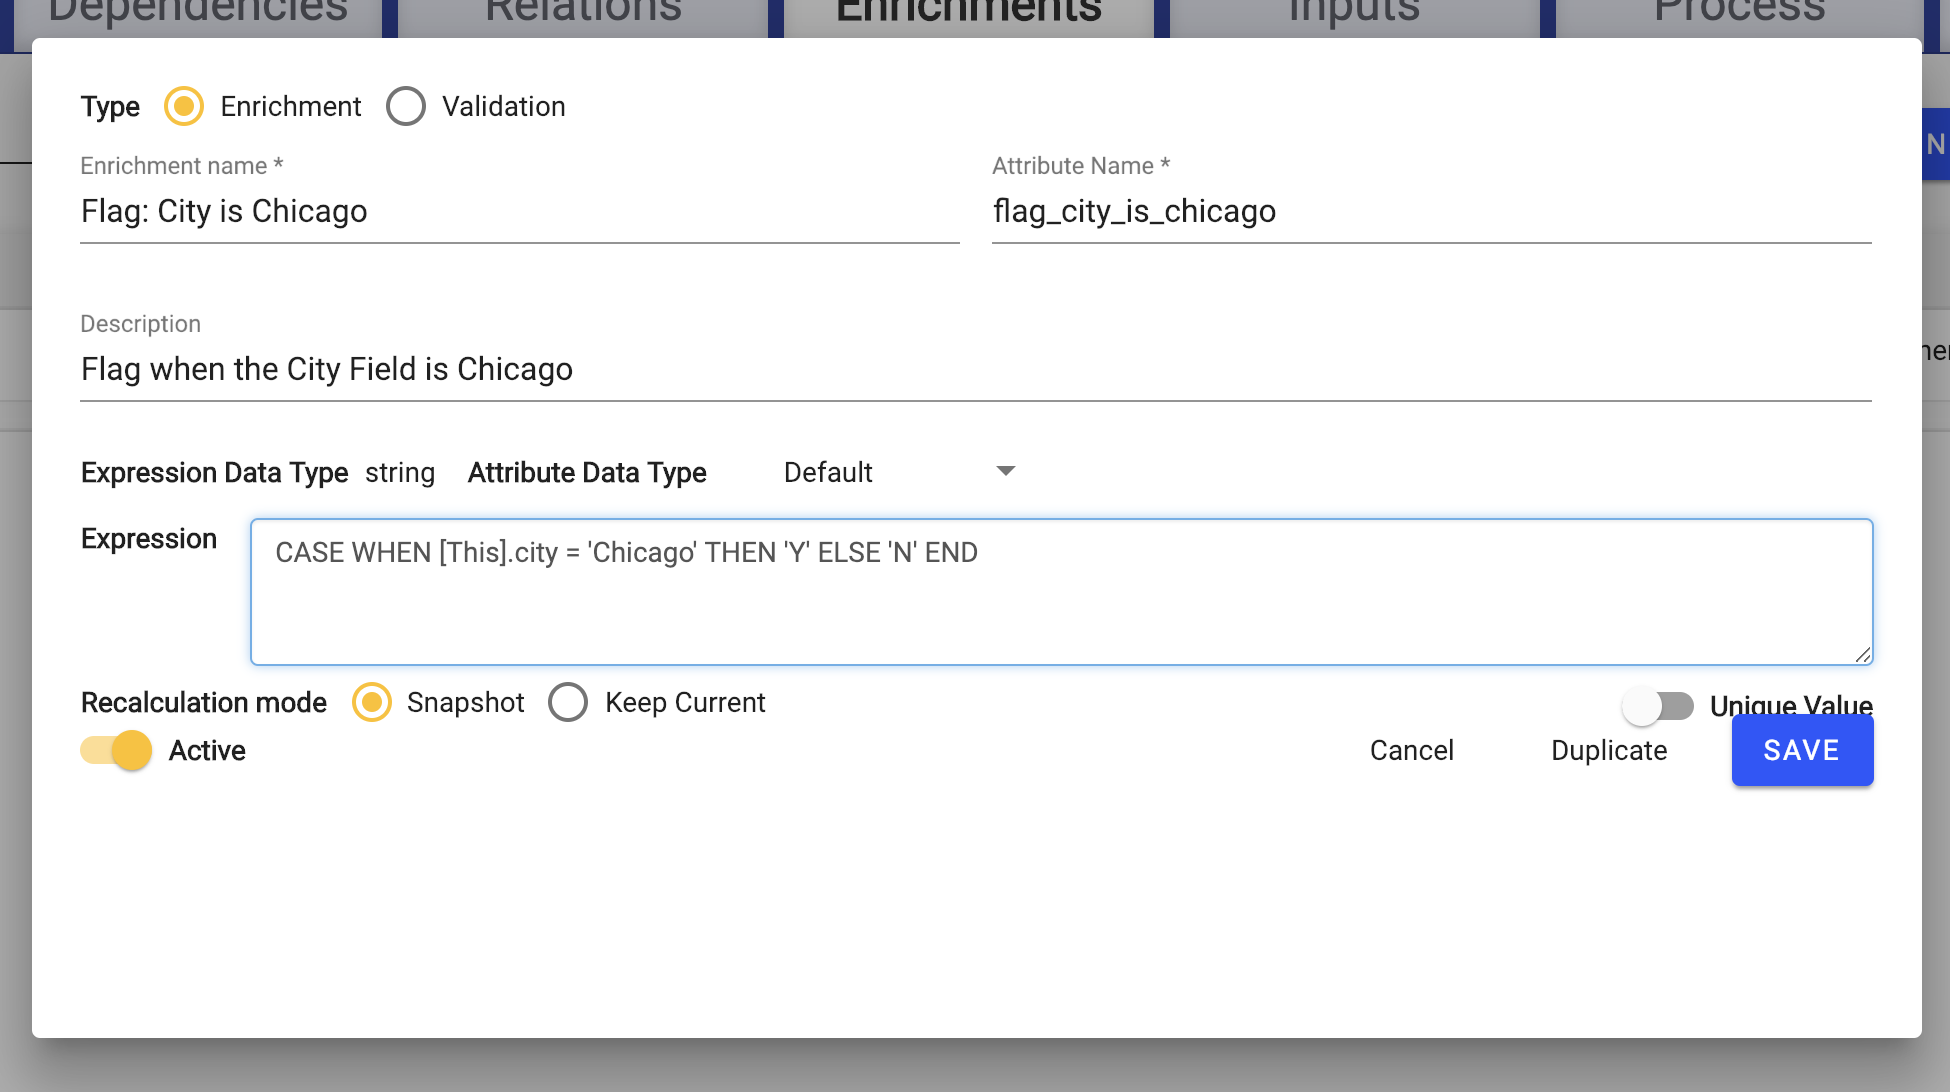 Dependencies Relations Enrichments Inputs Process
Type Enrichment Validation
Enrichment name * Attribute Name *
Flag: City is Chicago flag_city_is_chicago
Description
Flag when the City Field is Chicago
Expression Data Type string Attribute Data Type Default
Expression CASE WHEN [This].city = 'Chicago' THEN 'Y' ELSE 'N' END
Recalculation mode Snapshot Keep Current Unique Value
Active Cancel Duplicate SAVE